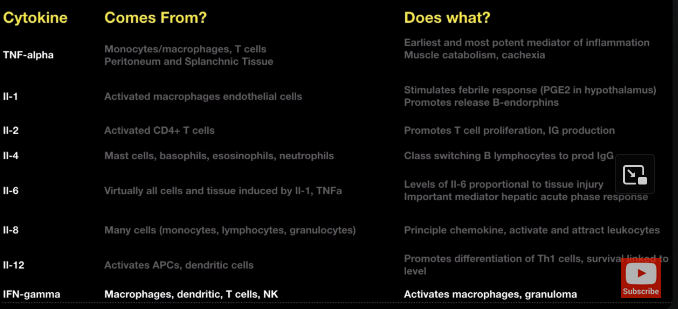 Cytokine Comes From? Does what?
TNF-alpha Monocytes/macrophages, T cells Earliest and most potent mediator of inflammation
Peritoneum and Splanchnic Tissue Muscle catabolism, cachexia
Il-1 Activated macrophages endothelial cells Stimulates febrile response (PGE2 in hypothalamus)
Promotes release B-endorphins
Il-2 Activated CD4+ T cells Promotes T cell proliferation, IG production
Il-4 Mast cells, basophils, esosinophils, neutrophils Class switching B lymphocytes to prod IgG
Il-6 Virtually all cells and tissue induced by Il-1, TNFa Levels of Il-6 proportional to tissue injury
Important mediator hepatic acute phase response
Il-8 Many cells (monocytes, lymphocytes, granulocytes) Principle chemokine, activate and attract leukocytes
Il-12 Activates APCs, dendritic cells Promotes differentiation of Th1 cells, survival linked to
level
IFN-gamma Macrophages, dendritic, T cells, NK Activates macrophages, granuloma
Subscribe